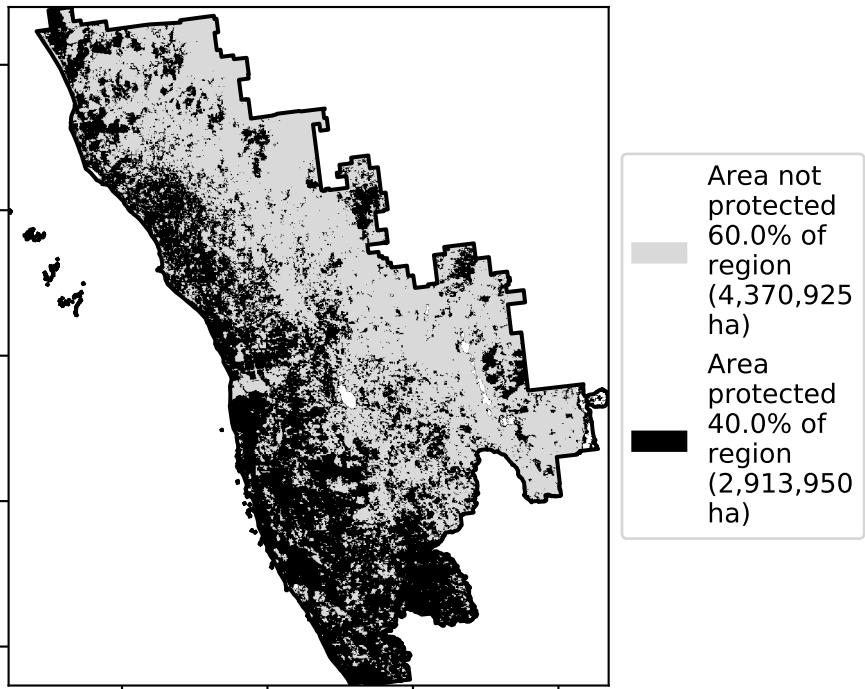 Area not
protected
60.0% of
region
(4,370,925
ha)
Area
protected
40.0% of
region
(2,913,950
ha)